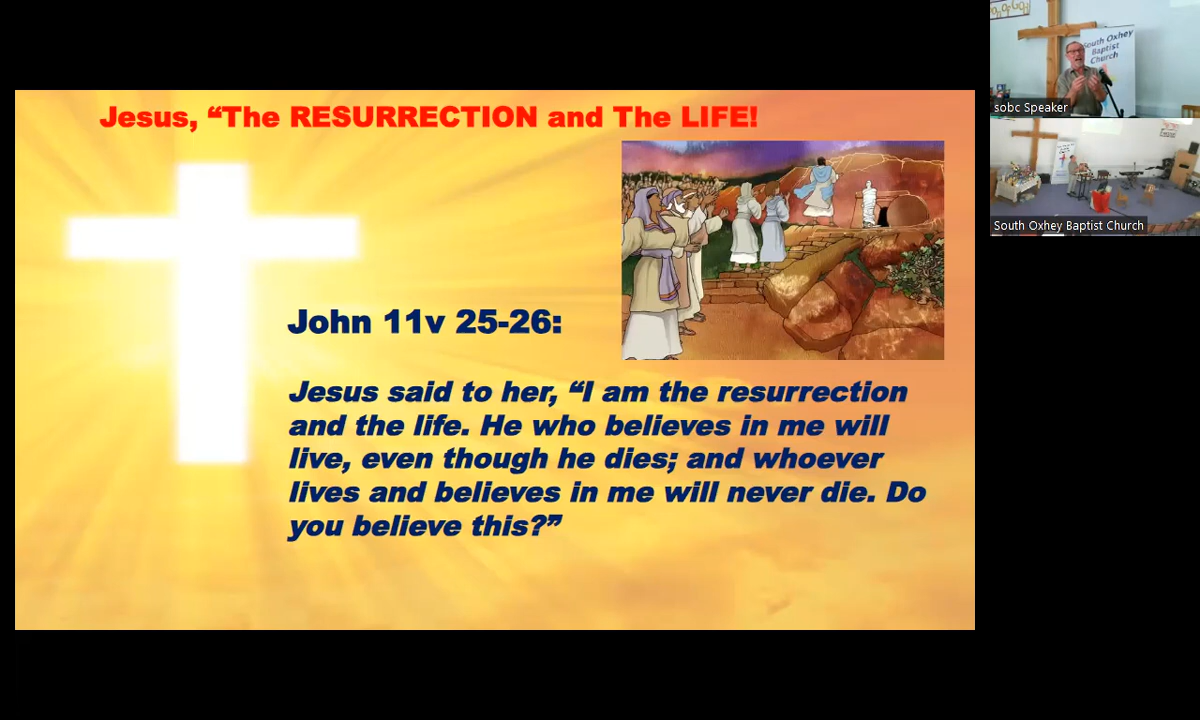 Jesus, “The RESURRECTION and The LIFE!
John 11v 25-26:
Jesus said to her, “I am the resurrection
and the life. He who believes in me will
live, even though he dies; and whoever
lives and believes in me will never die. Do
you believe this?”
South Oxhey
Baptist
Church
sobc Speaker
South Oxhey Baptist Church